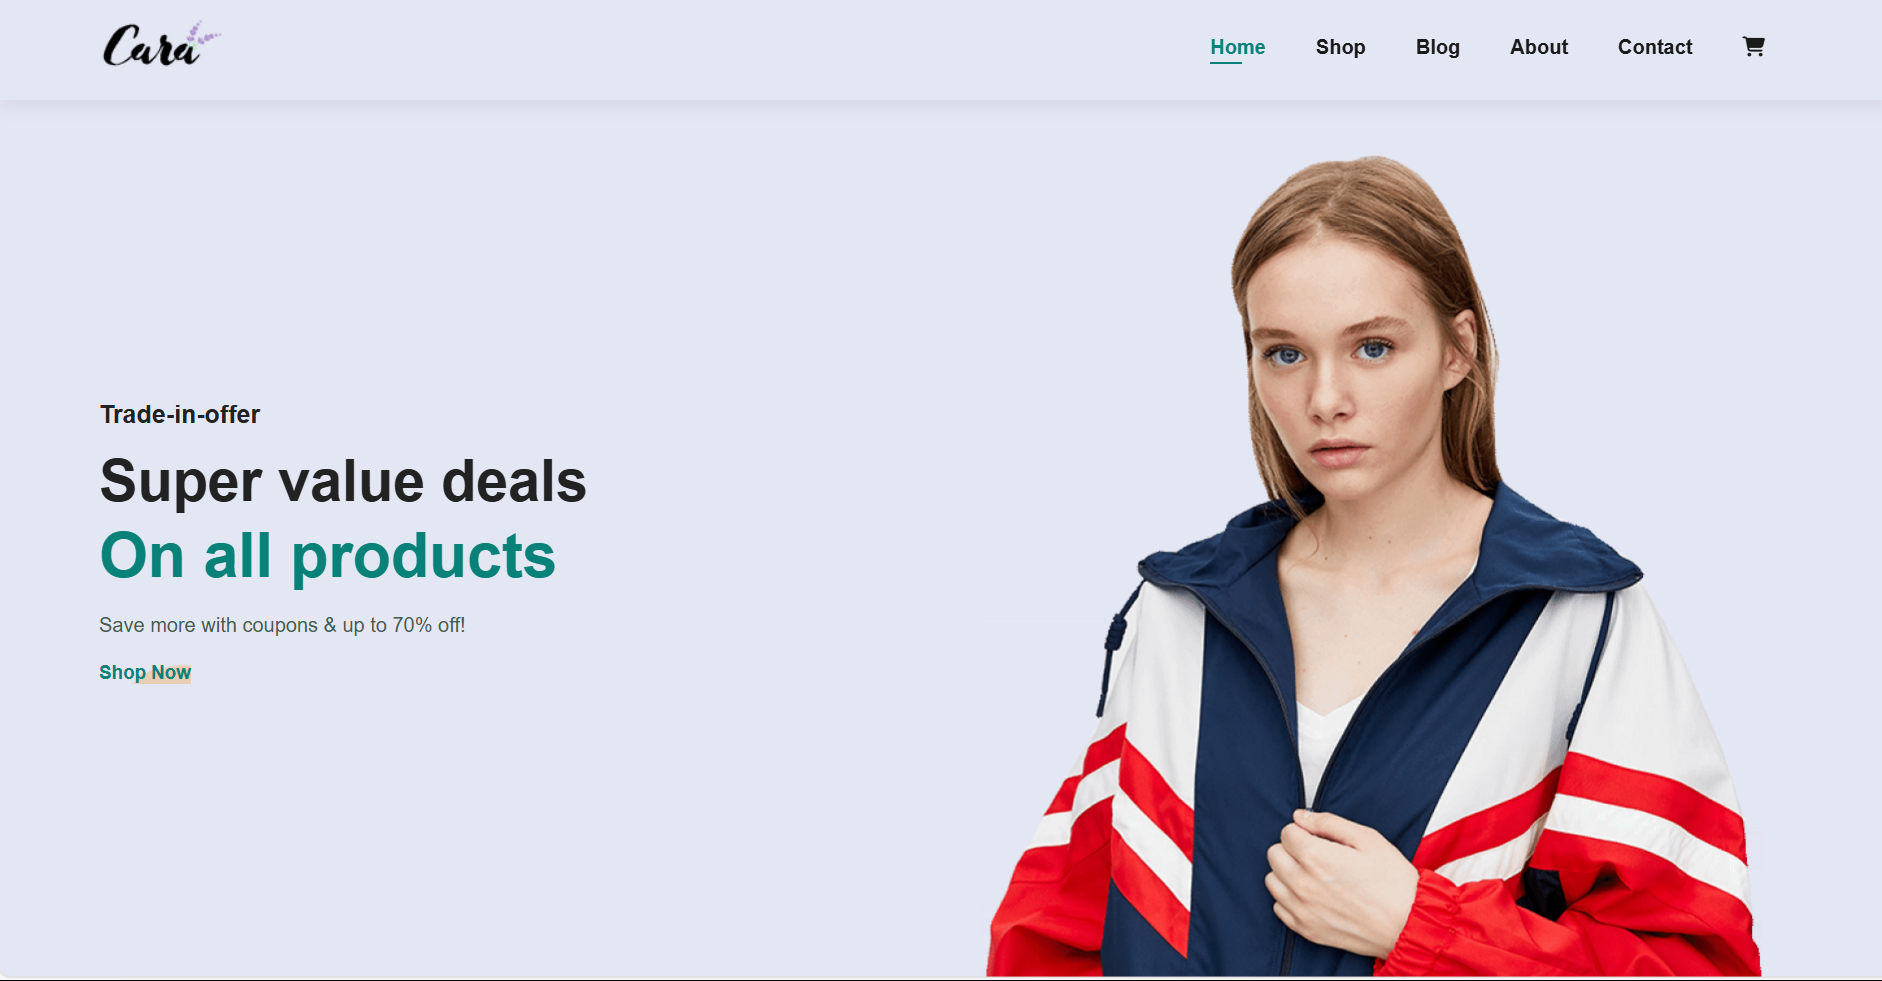 Cara
Home Shop Blog About Contact
Trade-in-offer
Super value deals
On all products
Save more with coupons & up to 70% off!
Shop Now